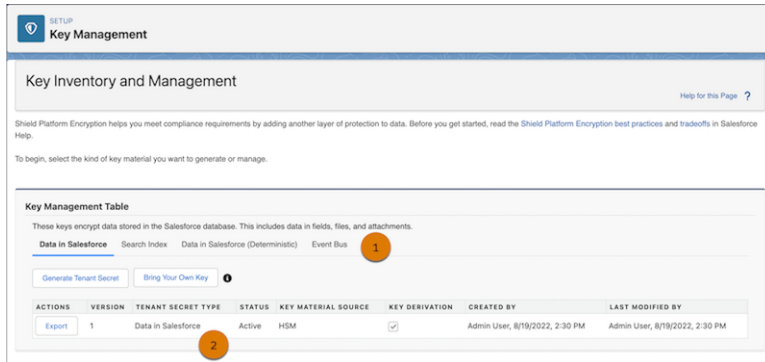 SETUP
Key Management
Key Inventory and Management
Help for this Page ?
Shield Platform Encryption helps you meet compliance requirements by adding another layer of protection to data. Before you get started, read the Shield Platform Encryption best practices and tradeoffs in Salesforce
Help.
To begin, select the kind of key material you want to generate or manage.
Key Management Table
These keys encrypt data stored in the Salesforce database. This includes data in fields, files, and attachments.
Data in Salesforce Search Index Data in Salesforce (Deterministic) Event Bus 1
Generate Tenant Secret Bring Your Own Key i
ACTIONS VERSION TENANT SECRET TYPE STATUS KEY MATERIAL SOURCE KEY DERIVATION CREATED BY LAST MODIFIED BY
Export 1 Data in Salesforce Active HSM Admin User, 8/19/2022, 2:30 PM Admin User, 8/19/2022, 2:30 PM
2